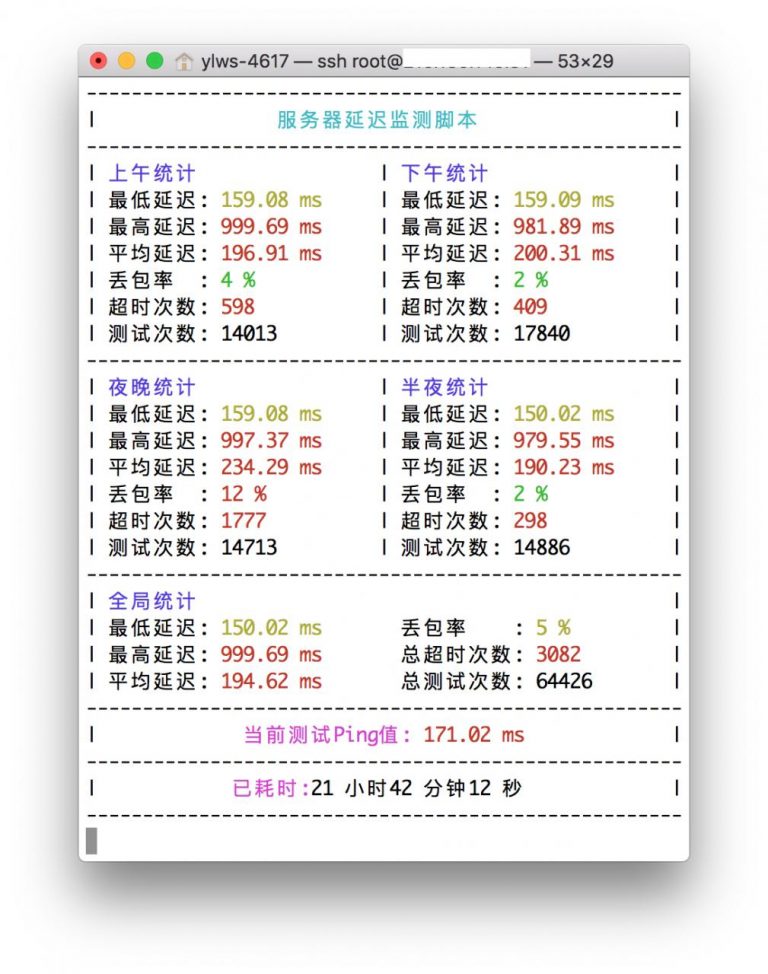 ylws-4617 — ssh root@ — 53×29
服务器延迟监测脚本
上午统计 下午统计
最低延迟: 159.08 ms 最低延迟: 159.09 ms
最高延迟: 999.69 ms 最高延迟: 981.89 ms
平均延迟: 196.91 ms 平均延迟: 200.31 ms
丢包率 : 4 % 丢包率 : 2 %
超时次数: 598 超时次数: 409
测试次数: 14013 测试次数: 17840
夜晚统计 半夜统计
最低延迟: 159.08 ms 最低延迟: 150.02 ms
最高延迟: 997.37 ms 最高延迟: 979.55 ms
平均延迟: 234.29 ms 平均延迟: 190.23 ms
丢包率 : 12 % 丢包率 : 2 %
超时次数: 1777 超时次数: 298
测试次数: 14713 测试次数: 14886
全局统计
最低延迟: 150.02 ms 丢包率 : 5 %
最高延迟: 999.69 ms 总超时次数: 3082
平均延迟: 194.62 ms 总测试次数: 64426
当前测试Ping值: 171.02 ms
已耗时:21 小时42 分钟12 秒